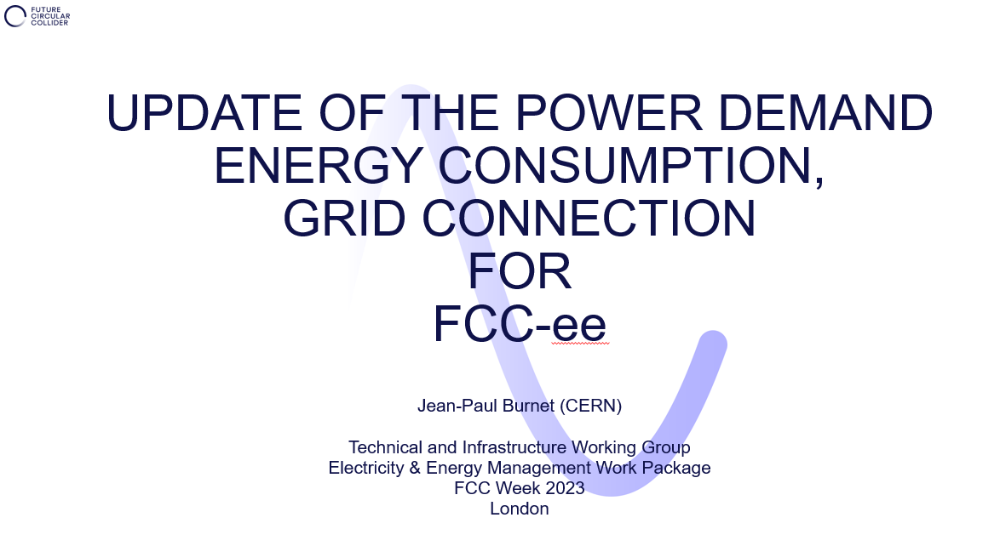 FUTURE
CIRCULAR
COLLIDER
UPDATE OF THE POWER DEMAND
ENERGY CONSUMPTION,
GRID CONNECTION
FOR
FCC-ee
Jean-Paul Burnet (CERN)
Technical and Infrastructure Working Group
Electricity & Energy Management Work Package
FCC Week 2023
London